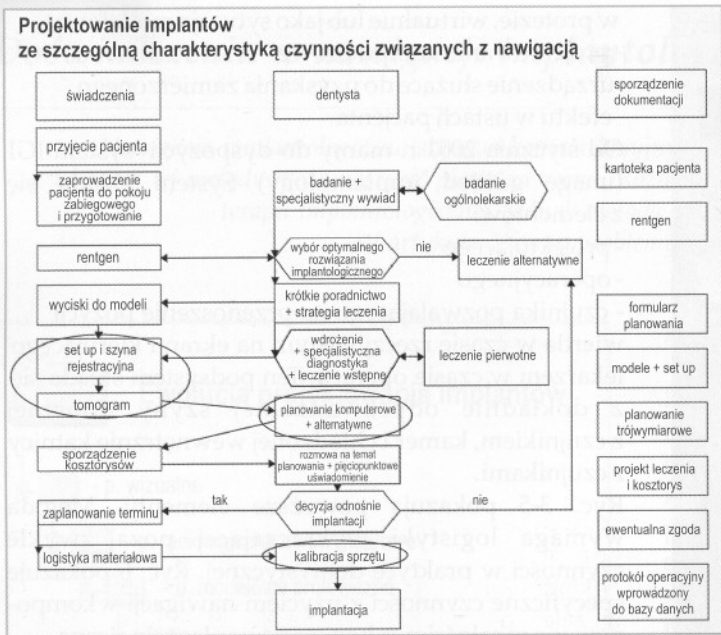 Projektowanie implantów
ze szczególną charakterystyką czynności związanych z nawigacją
świadczenia
dentysta
sporządzenie
dokumentacji
przyjęcie pacjenta
zaprowadzenie
pacjenta do pokoju
zabiegowego
i przygotowanie
badanie +
specjalistyczny wywiad
badanie
ogólnolekarskie
kartoteka pacjenta
rentgen
rentgen
wybór optymalnego
rozwiązania
implantologicznego
nie
leczenie alternatywne
wyciski do modeli
krótkie poradnictwo
+ strategia leczenia
formularz
planowania
set up i szyna
rejestracyjna
wdrożenie
+ specjalistyczna
diagnostyka
+ leczenie wstępne
leczenie pierwotne
modele + set up
tomogram
planowanie komputerowe
+ alternatywne
planowanie
trójwymiarowe
sporządzenie
kosztorysów
rozmowa na temat
planowania + pięciopunktowe
uświadomienie
projekt leczenia
i kosztorys
zaplanowanie terminu
tak
decyzja odnośnie
implantacji
nie
ewentualna zgoda
logistyka materiałowa
kalibracja sprzętu
protokół operacyjny
wprowadzony
do bazy danych
implantacja